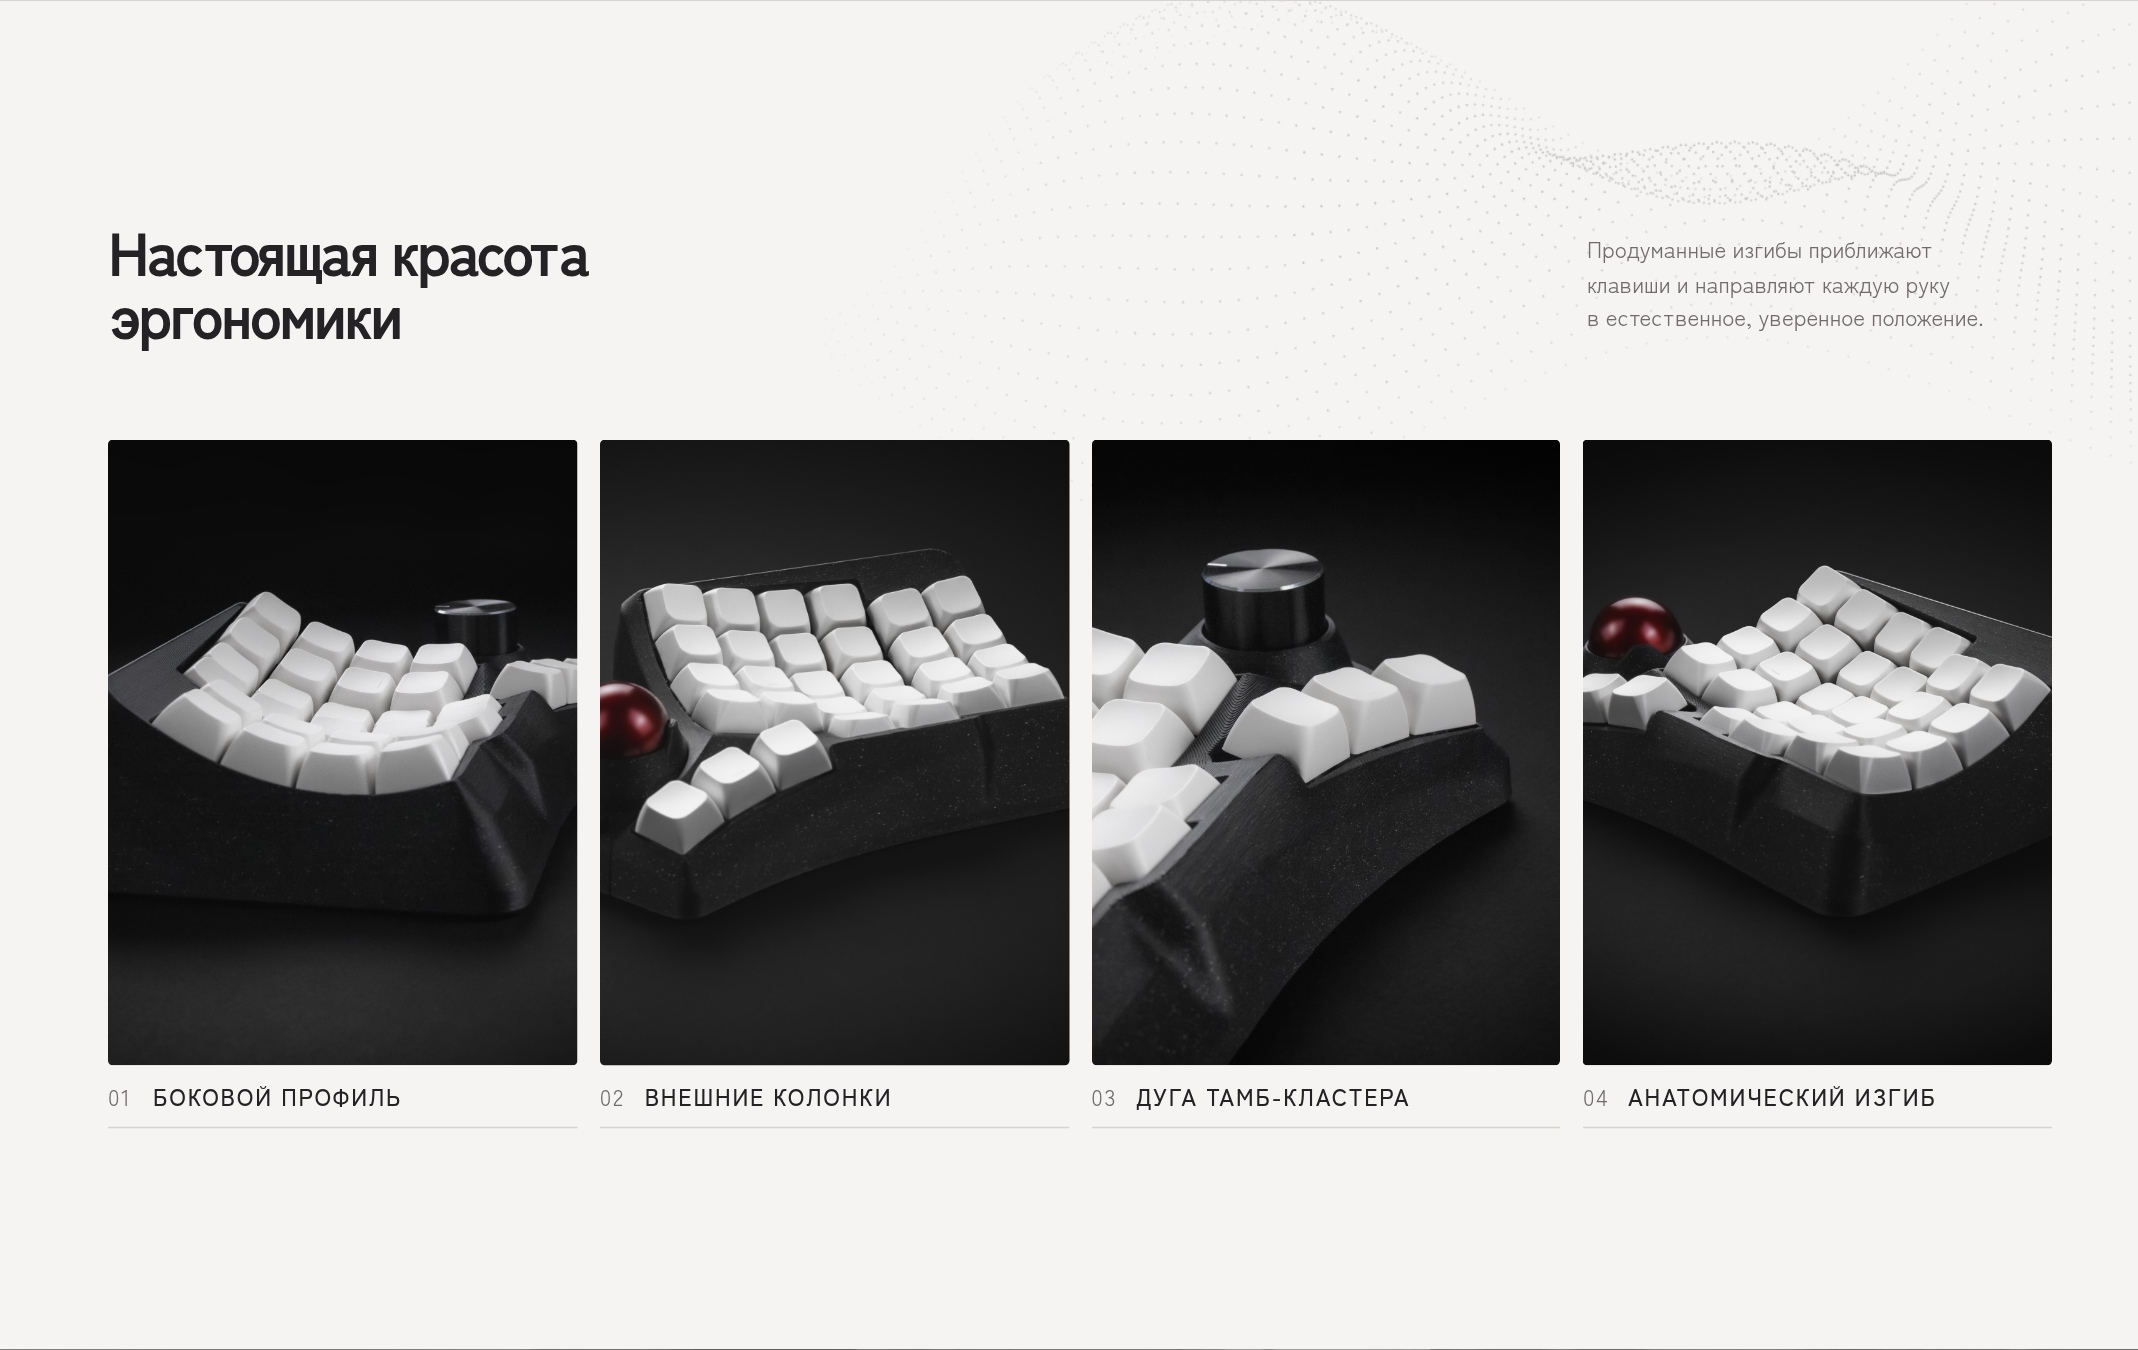 Настоящая красота
эргономики
Продуманные изгибы приближают
клавиши и направляют каждую руку
в естественное, уверенное положение.
01 БОКОВОЙ ПРОФИЛЬ
02 ВНЕШНИЕ КОЛОНКИ
03 ДУГА ТАМБ-КЛАСТЕРА
04 АНАТОМИЧЕСКИЙ ИЗГИБ